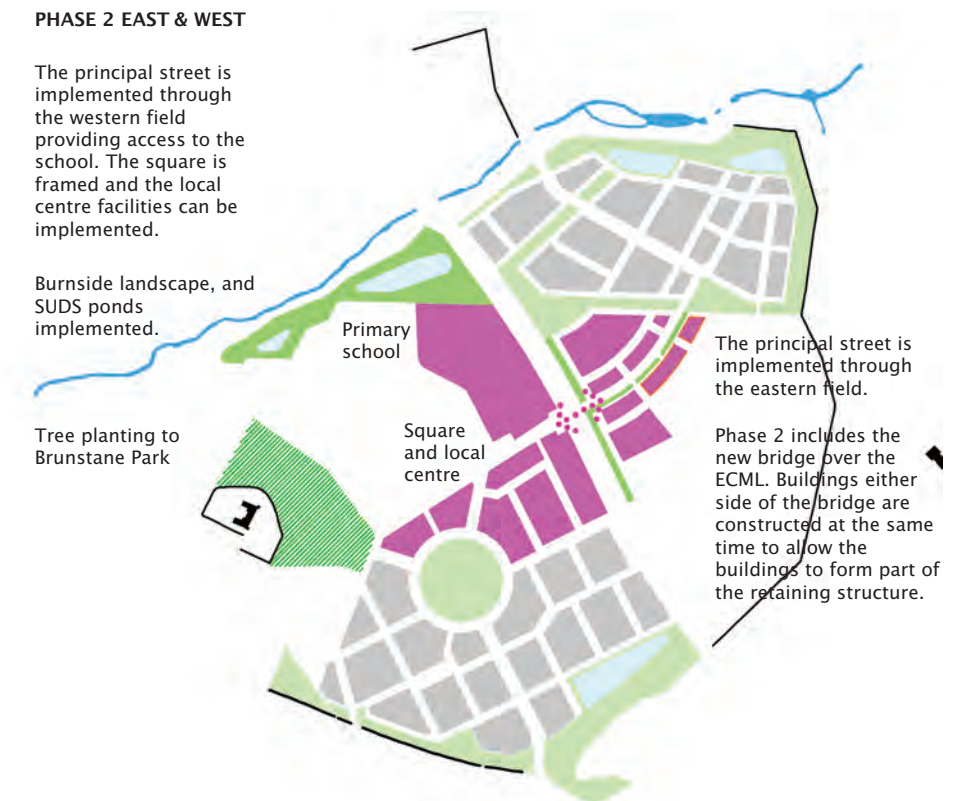 PHASE 2 EAST & WEST
The principal street is
implemented through
the western field
providing access to the
school. The square is
framed and the local
centre facilities can be
implemented.
Burnside landscape, and
SUDS ponds
implemented.
Primary
school
Tree planting to
Brunstane Park
Square
and local
centre
The principal street is
implemented through
the eastern field.
Phase 2 includes the
new bridge over the
ECML. Buildings either
side of the bridge are
constructed at the same
time to allow the
buildings to form part of
the retaining structure.